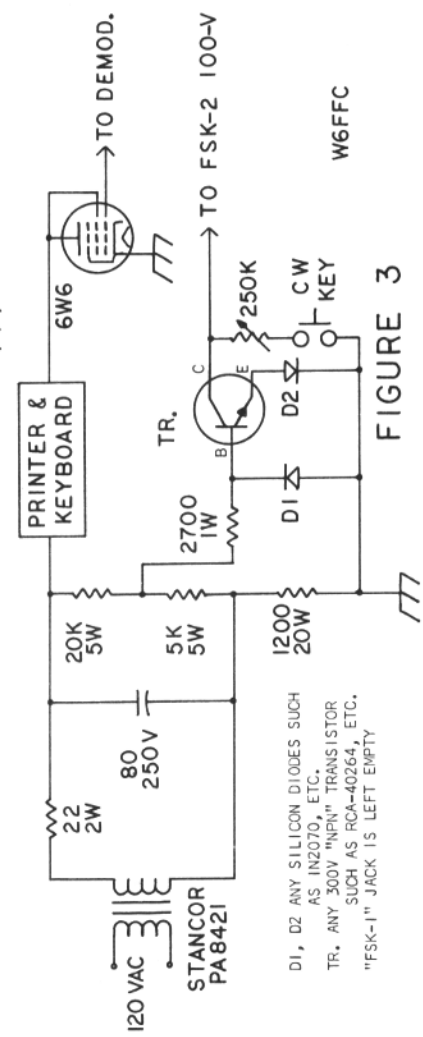 120 VAC
STANCOR
PA 8421
22
2W
80
250V
20K
5W
5K
5W
1200
20W
PRINTER &
KEYBOARD
6W6
TO DEMOD.
TR.
B
C
E
2700
1W
D1
D2
TO FSK-2 100-V
250K
CW
KEY
W6FFC
D1, D2 ANY SILICON DIODES SUCH
AS 1N2070, ETC.
TR. ANY 300V "NPN" TRANSISTOR
SUCH AS RCA-40264, ETC.
"FSK-1" JACK IS LEFT EMPTY
FIGURE 3